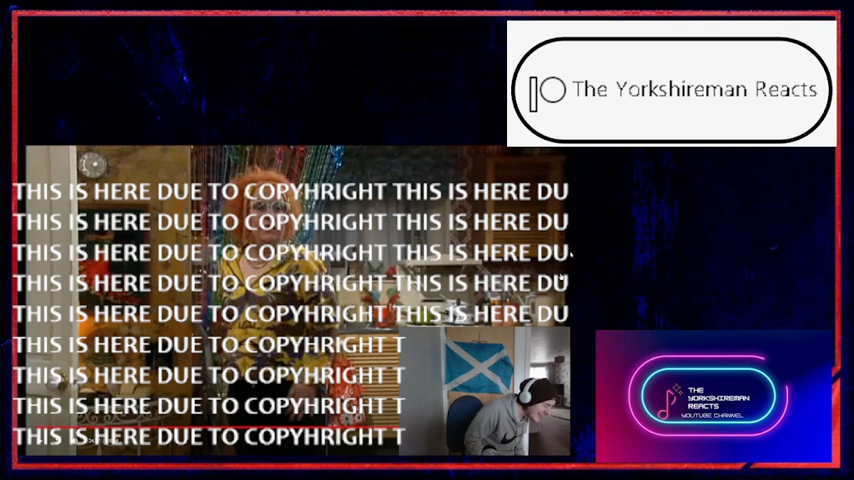 The Yorkshireman Reacts
THIS IS HERE DUE TO COPYHRIGHT THIS IS HERE DU
THIS IS HERE DUE TO COPYHRIGHT THIS IS HERE DU
THIS IS HERE DUE TO COPYHRIGHT THIS IS HERE DU
THIS IS HERE DUE TO COPYHRIGHT THIS IS HERE DU
THIS IS HERE DUE TO COPYHRIGHT THIS IS HERE DU
THIS IS HERE DUE TO COPYHRIGHT T
THIS IS HERE DUE TO COPYHRIGHT T
THIS IS HERE DUE TO COPYHRIGHT T
THIS IS HERE DUE TO COPYHRIGHT T
THE
YORKSHIREMAN
REACTS
YOUTUBE CHANNEL